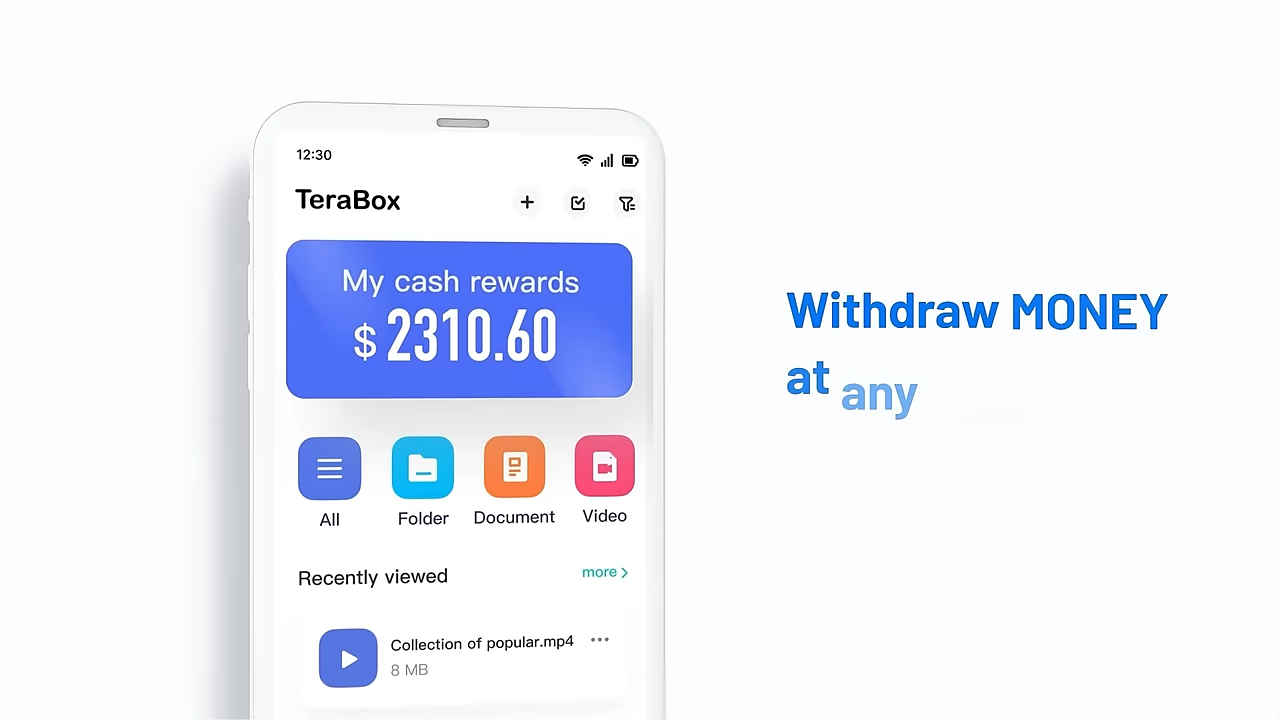 12:30
TeraBox
My cash rewards
$ 2310.60
All Folder Document Video
Recently viewed
more >
Collection of popular.mp4
8 MB
Withdraw MONEY
at any